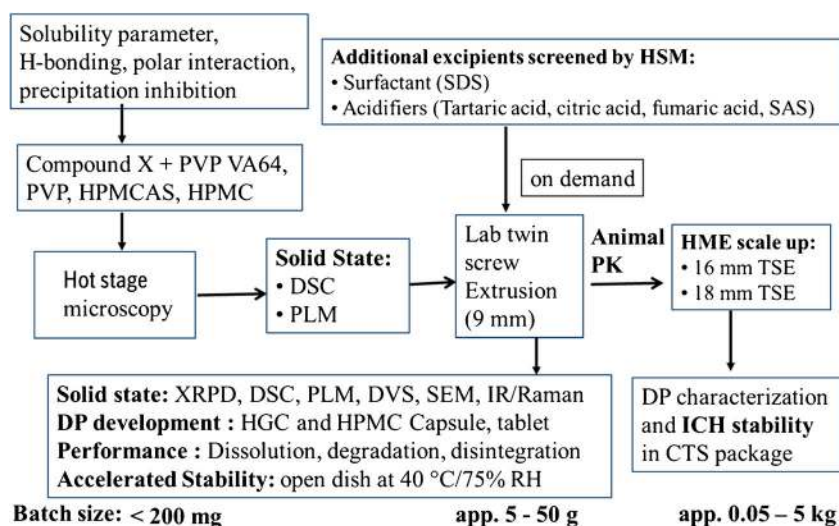 Solubility parameter,
H-bonding, polar interaction,
precipitation inhibition
Additional excipients screened by HSM:
• Surfactant (SDS)
• Acidifiers (Tartaric acid, citric acid, fumaric acid, SAS)
Compound X + PVP VA64,
PVP, HPMCAS, HPMC
on demand
Hot stage
microscopy
Solid State:
• DSC
• PLM
Lab twin
screw
Extrusion
(9 mm)
Animal
PK
HME scale up:
• 16 mm TSE
• 18 mm TSE
Solid state: XRPD, DSC, PLM, DVS, SEM, IR/Raman
DP development : HGC and HPMC Capsule, tablet
Performance : Dissolution, degradation, disintegration
Accelerated Stability: open dish at 40 °C/75% RH
DP characterization
and ICH stability
in CTS package
Batch size: < 200 mg
app. 5 - 50 g
app. 0.05 – 5 kg